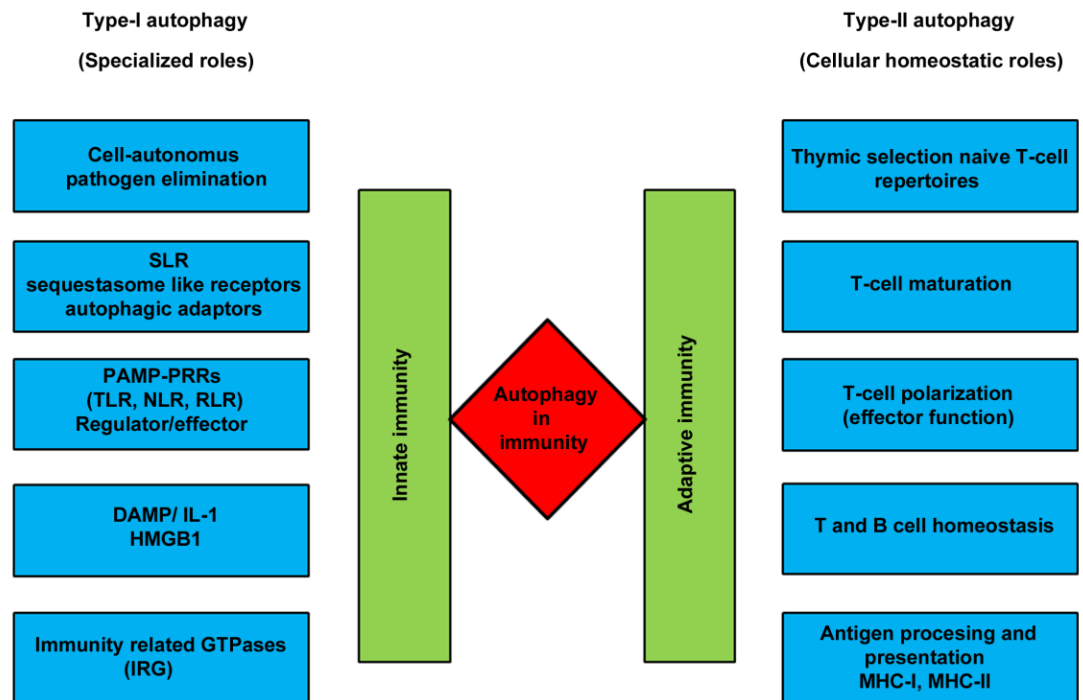 Type-I autophagy
(Specialized roles)
Cell-autonomus
pathogen elimination
SLR
sequestasome like receptors
autophagic adaptors
PAMP-PRRs
(TLR, NLR, RLR)
Regulator/effector
DAMP/ IL-1
HMGB1
Immunity related GTPases
(IRG)
Innate immunity
Autophagy
in
immunity
Adaptive immunity
Type-II autophagy
(Cellular homeostatic roles)
Thymic selection naive T-cell
repertoires
T-cell maturation
T-cell polarization
(effector function)
T and B cell homeostasis
Antigen procesing and
presentation
MHC-I, MHC-II